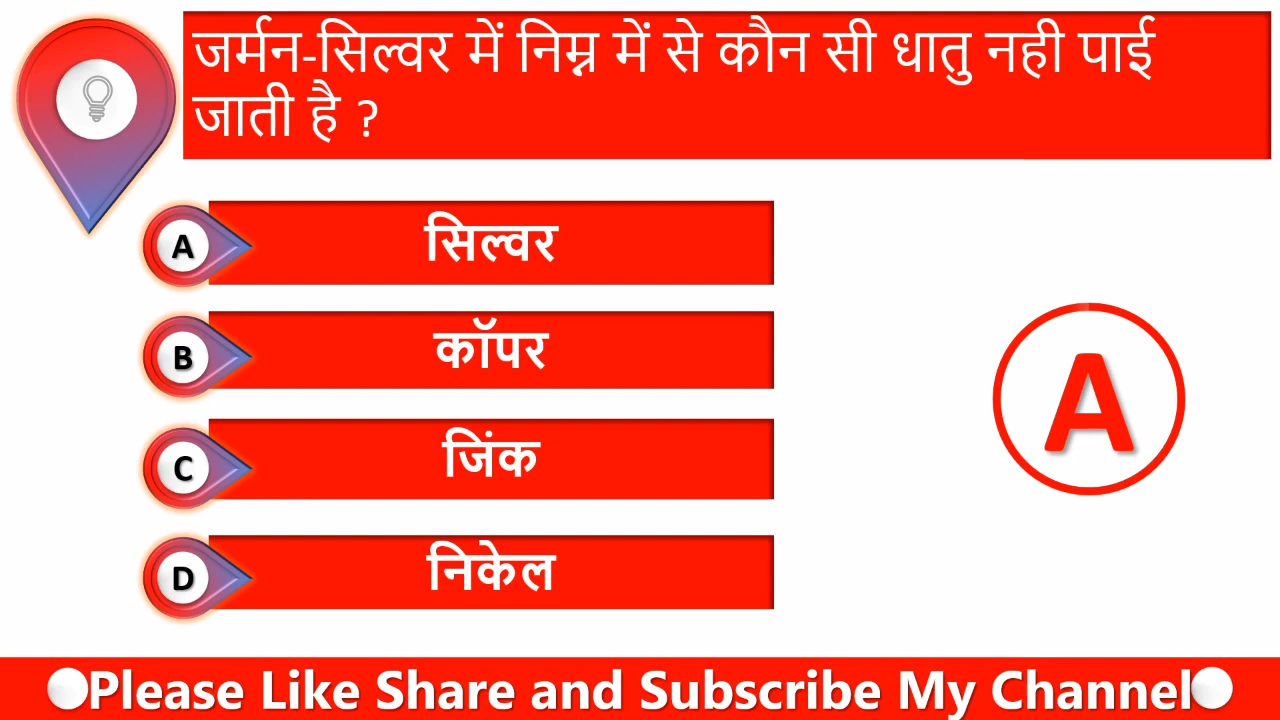 जर्मन-सिल्वर में निम्न में से कौन सी धातु नही पाई
जाती है ?
A सिल्वर
B कॉपर
A
C जिंक
D निकेल
Please Like Share and Subscribe My Channel